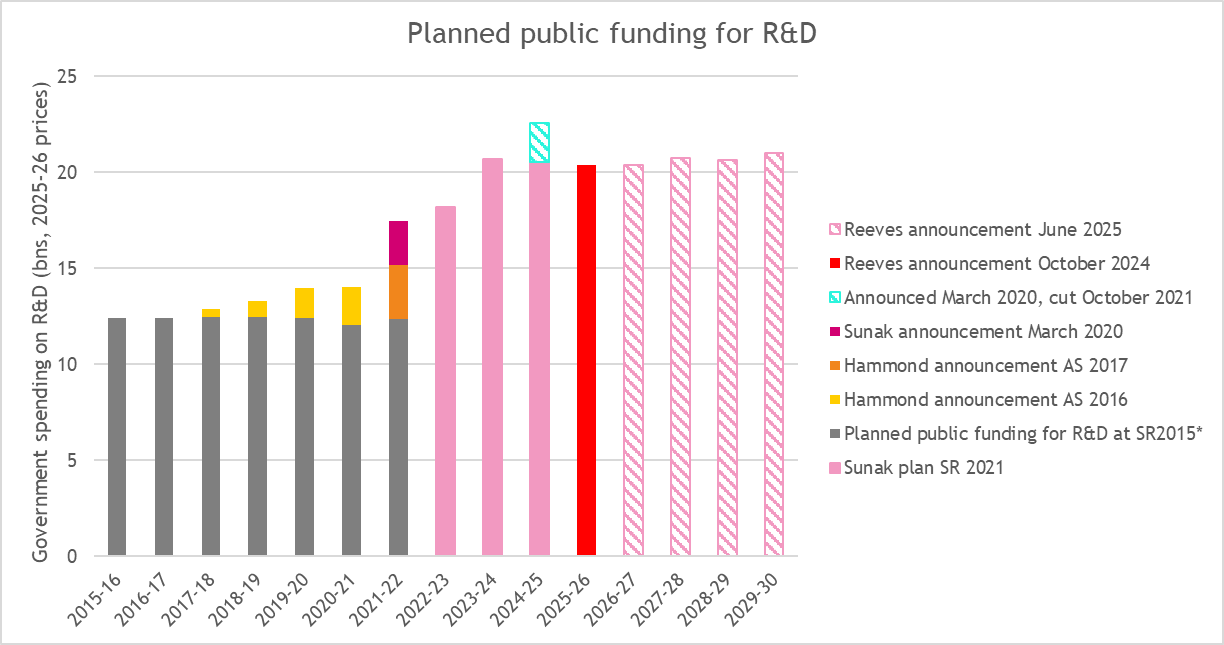 Planned public funding for R&D
Government spending on R&D (bns, 2025-26 prices)
25
20
15
10
5
0
2015-16
2016-17
2017-18
2018-19
2019-20
2020-21
2021-22
2022-23
2023-24
2024-25
2025-26
2026-27
2027-28
2028-29
2029-30
Reeves announcement June 2025
Reeves announcement October 2024
Announced March 2020, cut October 2021
Sunak announcement March 2020
Hammond announcement AS 2017
Hammond announcement AS 2016
Planned public funding for R&D at SR2015*
Sunak plan SR 2021